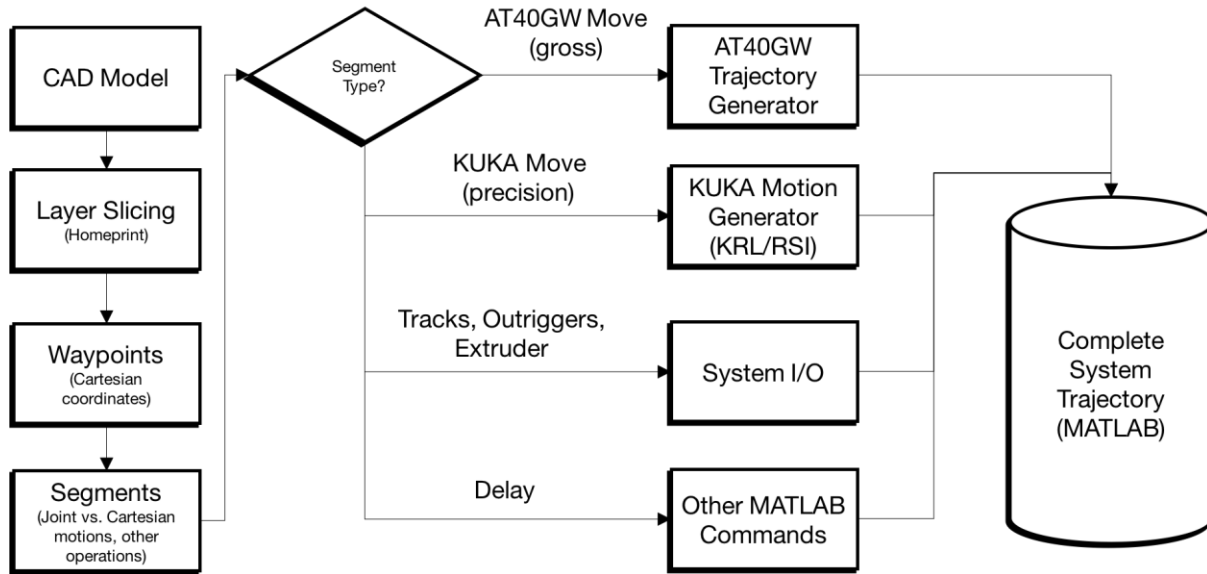 CAD Model
Layer Slicing
(Homeprint)
Waypoints
(Cartesian
coordinates)
Segments
(Joint vs. Cartesian
motions, other
operations)
Segment
Type?
AT40GW Move
(gross)
AT40GW
Trajectory
Generator
KUKA Move
(precision)
KUKA Motion
Generator
(KRL/RSI)
Tracks, Outriggers,
Extruder
System I/O
Delay
Other MATLAB
Commands
Complete
System
Trajectory
(MATLAB)